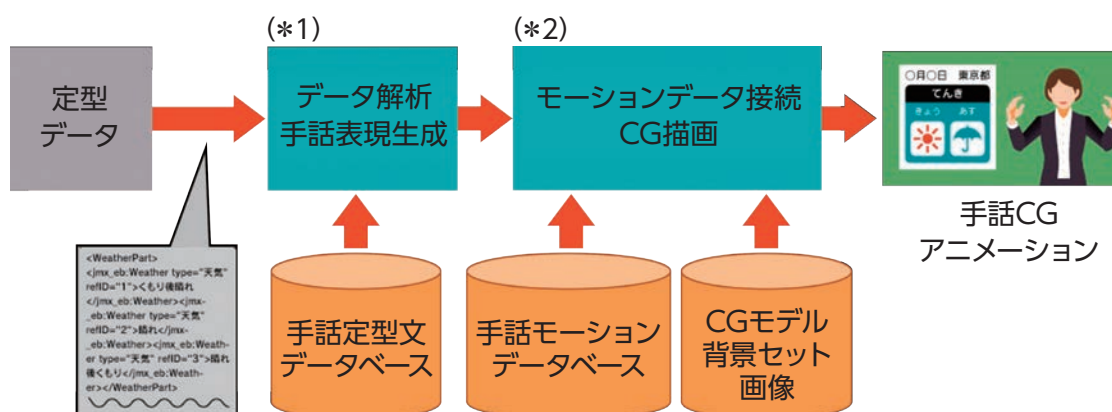 (*1)
(*2)
定型
データ
データ解析
手話表現生成
モーションデータ接続
CG描画
○月○日 東京都
てんき
きょう あす
手話CG
アニメーション
<WeatherPart>
<jmx_eb:Weather type="天気"
refID="1">くもり後晴れ
</jmx_eb:Weather><jmx-
_eb:Weather type="天気"
refID="2">晴れ</jmx-
_eb:Weather><jmx_eb:Weath-
er type="天気" refID="3">晴れ
後くもり</jmx_eb:Weath-
er></WeatherPart>
手話定型文
データベース
手話モーション
データベース
CGモデル
背景セット
画像